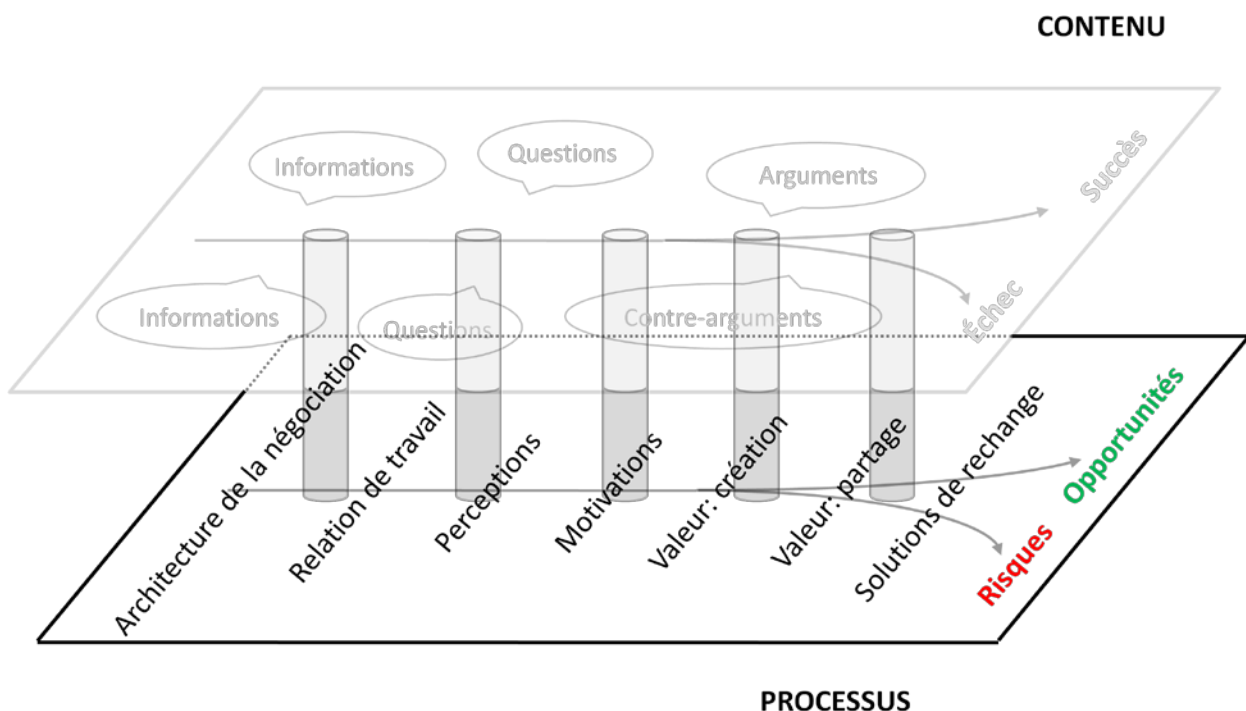 CONTENU
Informations
Questions
Arguments
Succès
Informations
Questions
Contre-arguments
Échec
Architecture de la négociation
Relation de travail
Perceptions
Motivations
Valeur: création
Valeur: partage
Solutions de rechange
Risques
Opportunités
PROCESSUS